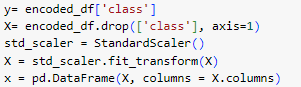 y= encoded_df['class']
X= encoded_df.drop(['class'], axis=1)
std_scaler = StandardScaler()
X = std_scaler.fit_transform(X)
x = pd.DataFrame(X, columns = X.columns)